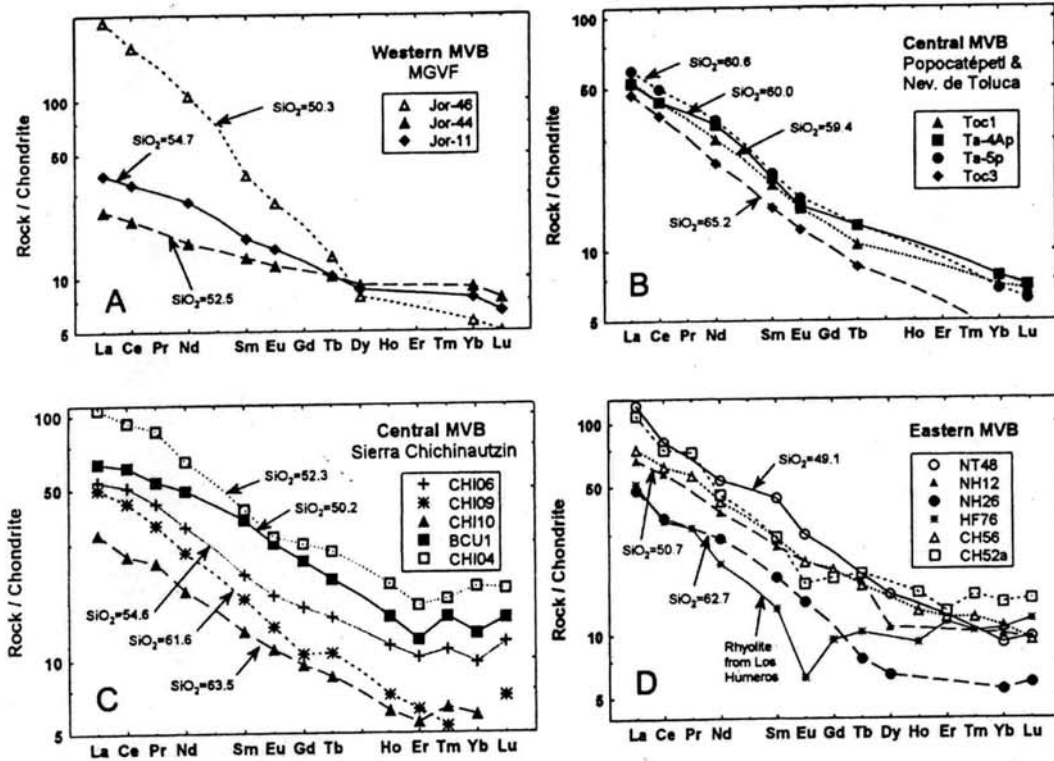 Western MVB
MGVF
Jor-46
Jor-44
Jor-11
SiO2=50.3
SiO2=54.7
SiO2=52.5
A
Rock / Chondrite
100
50
10
5
La Ce Pr Nd Sm Eu Gd Tb Dy Ho Er Tm Yb Lu
Central MVB
Popocatépetl &
Nev. de Toluca
Toc1
Ta-4Ap
Ta-5p
Toc3
SiO2=60.6
SiO2=60.0
SiO2=59.4
SiO2=65.2
B
Rock / Chondrite
100
50
10
5
La Ce Pr Nd Sm Eu Gd Tb Ho Er Tm Yb Lu
Central MVB
Sierra Chichinautzin
CHI06
CHI09
CHI10
BCU1
CHI04
SiO2=52.3
SiO2=50.2
SiO2=54.6
SiO2=61.6
SiO2=63.5
C
Rock / Chondrite
100
50
10
5
La Ce Pr Nd Sm Eu Gd Tb Ho Er Tm Yb Lu
Eastern MVB
NT48
NH12
NH26
HF76
CH56
CH52a
SiO2=49.1
SiO2=50.7
SiO2=62.7
Rhyolite
from Los
Húmeros
D
Rock / Chondrite
100
50
10
5
La Ce Pr Nd Sm Eu Gd Tb Dy Ho Er Tm Yb Lu